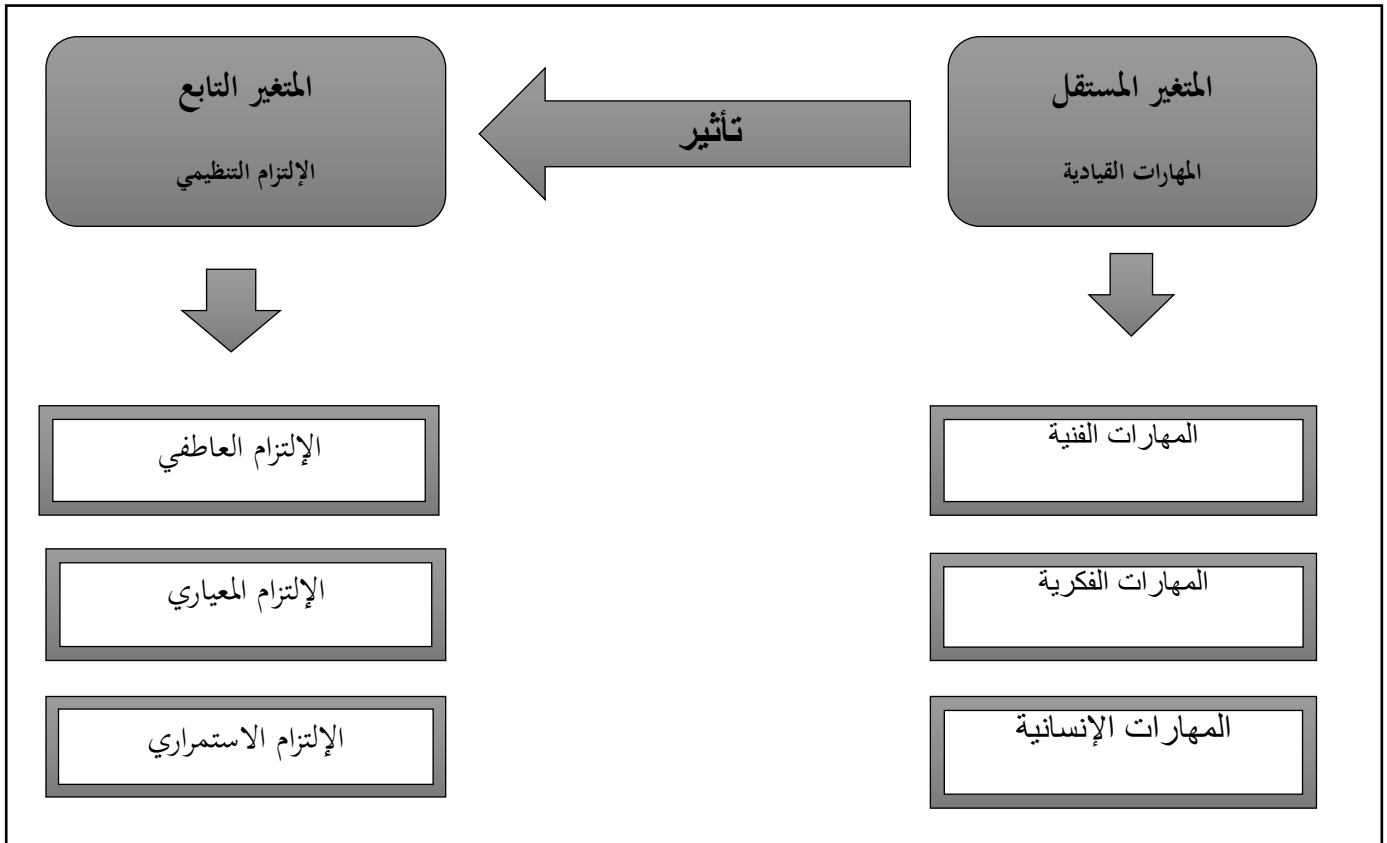 المتغير المستقل
المهارات القيادية
تأثير
المتغير التابع
الإلتزام التنظيمي
المهارات الفنية
المهارات الفكرية
المهارات الإنسانية
الإلتزام العاطفي
الإلتزام المعياري
الإلتزام الاستمراري